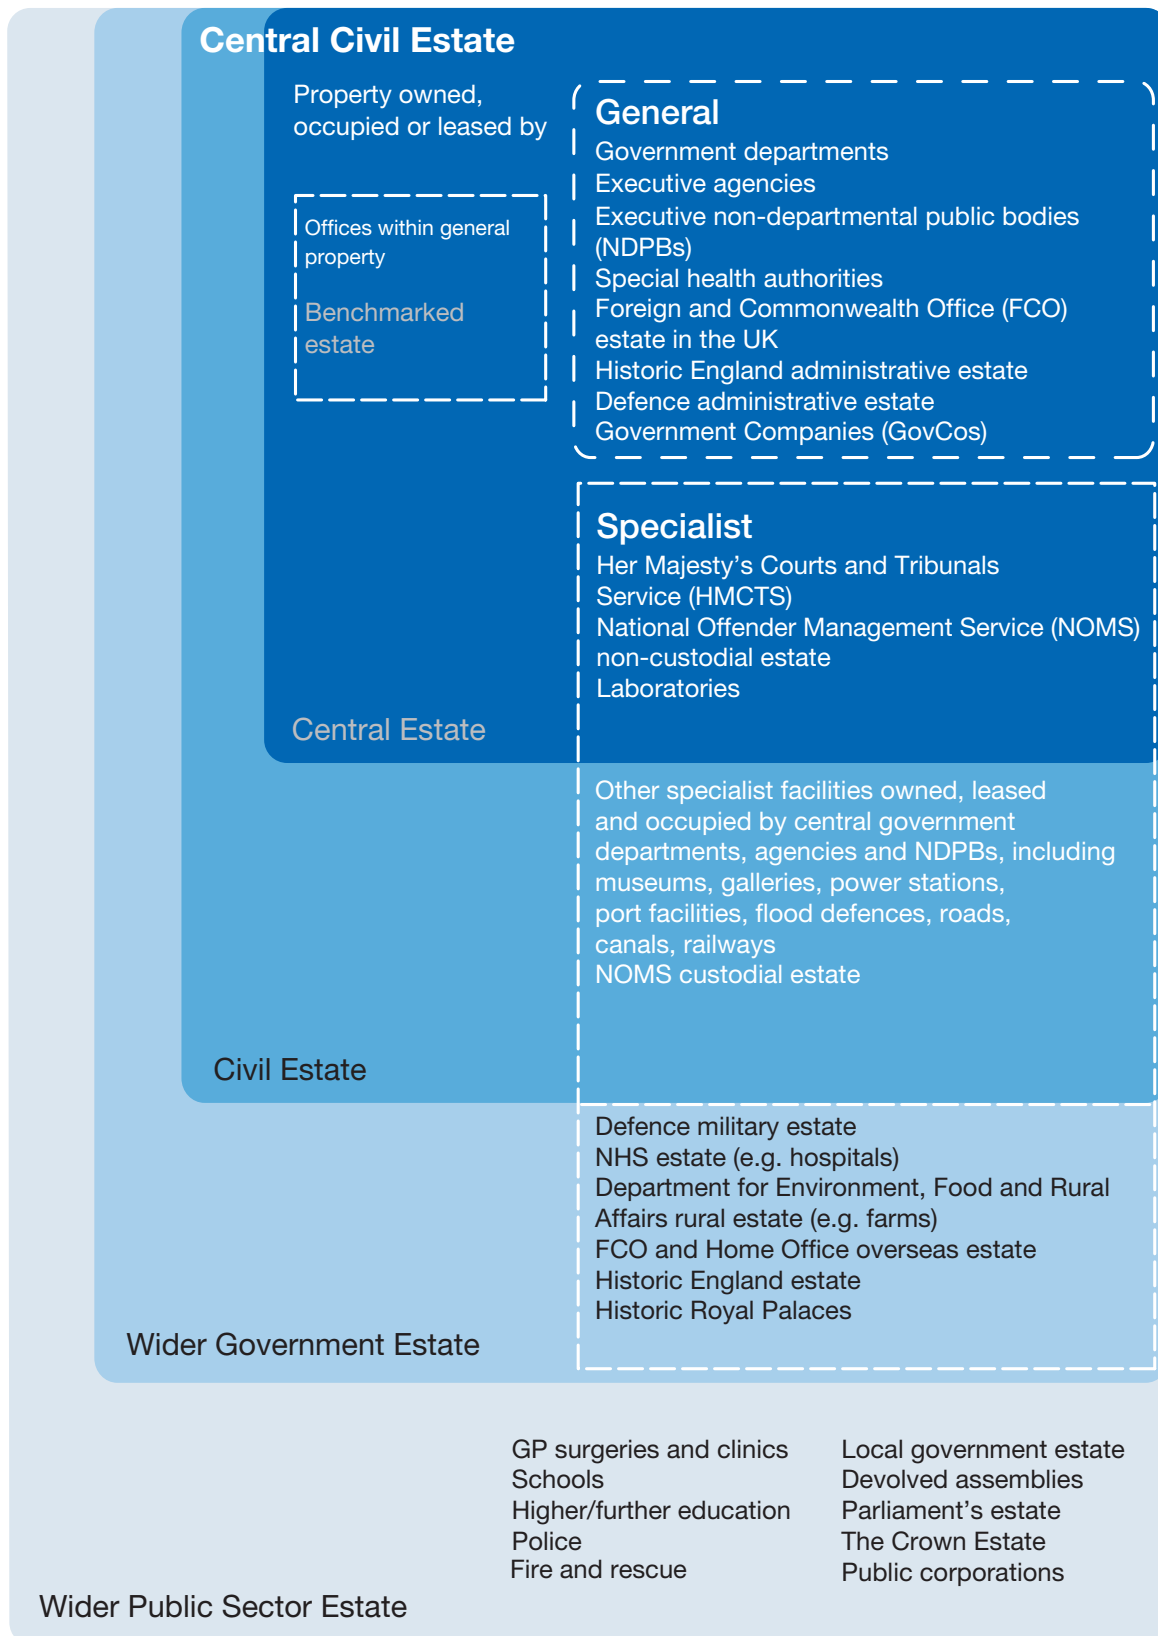 Central Civil Estate
Property owned,
occupied or leased by
Offices within general
property
Benchmarked
estate
General
Government departments
Executive agencies
Executive non-departmental public bodies
(NDPBs)
Special health authorities
Foreign and Commonwealth Office (FCO)
estate in the UK
Historic England administrative estate
Defence administrative estate
Government Companies (GovCos)
Specialist
Her Majesty’s Courts and Tribunals
Service (HMCTS)
National Offender Management Service (NOMS)
non-custodial estate
Laboratories
Central Estate
Other specialist facilities owned, leased
and occupied by central government
departments, agencies and NDPBs, including
museums, galleries, power stations,
port facilities, flood defences, roads,
canals, railways
NOMS custodial estate
Civil Estate
Defence military estate
NHS estate (e.g. hospitals)
Department for Environment, Food and Rural
Affairs rural estate (e.g. farms)
FCO and Home Office overseas estate
Historic England estate
Historic Royal Palaces
Wider Government Estate
GP surgeries and clinics
Schools
Higher/further education
Police
Fire and rescue
Local government estate
Devolved assemblies
Parliament’s estate
The Crown Estate
Public corporations
Wider Public Sector Estate